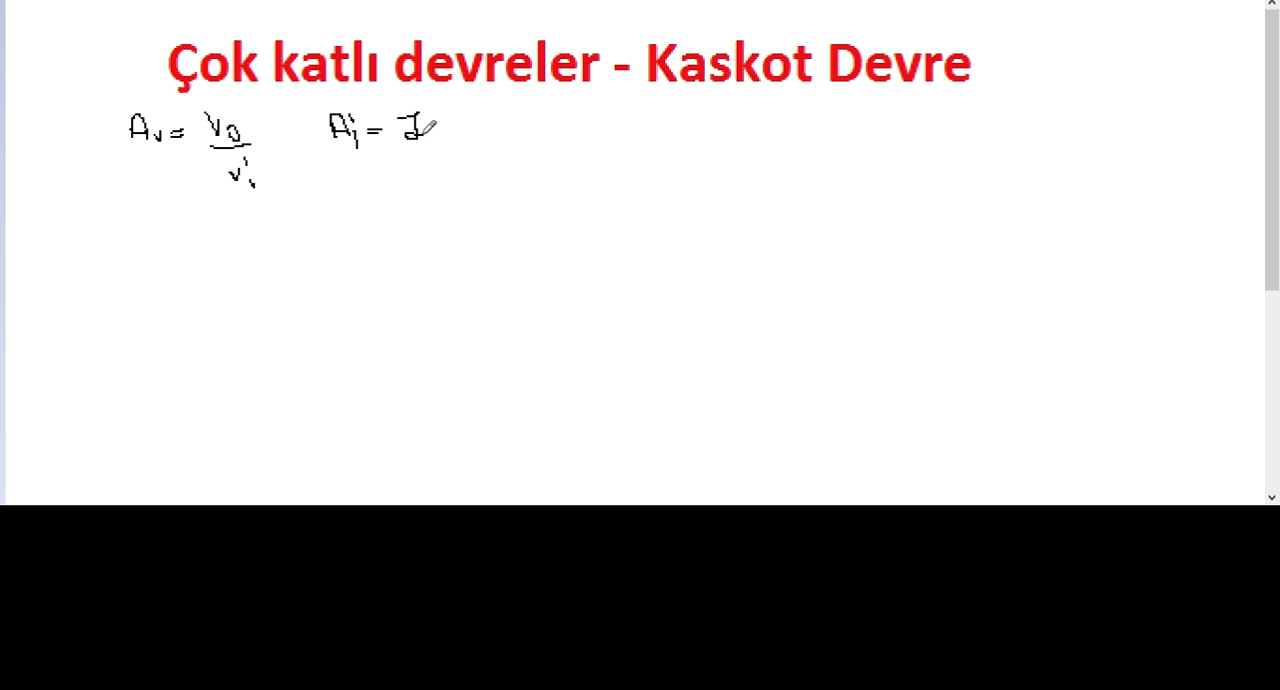 Çok katlı devreler - Kaskot Devre
Av = Vo / Vi    Ai = I